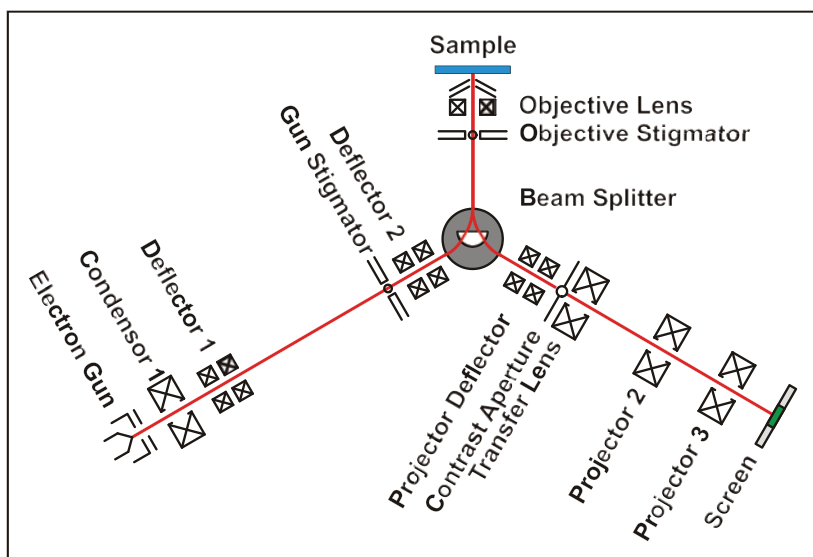 Sample
Objective Lens
Objective Stigmator
Beam Splitter
Deflector 2
Gun Stigmator
Deflector 1
Condensor 1
Electron Gun
Projector Deflector
Contrast Aperture
Transfer Lens
Projector 2
Projector 3
Screen